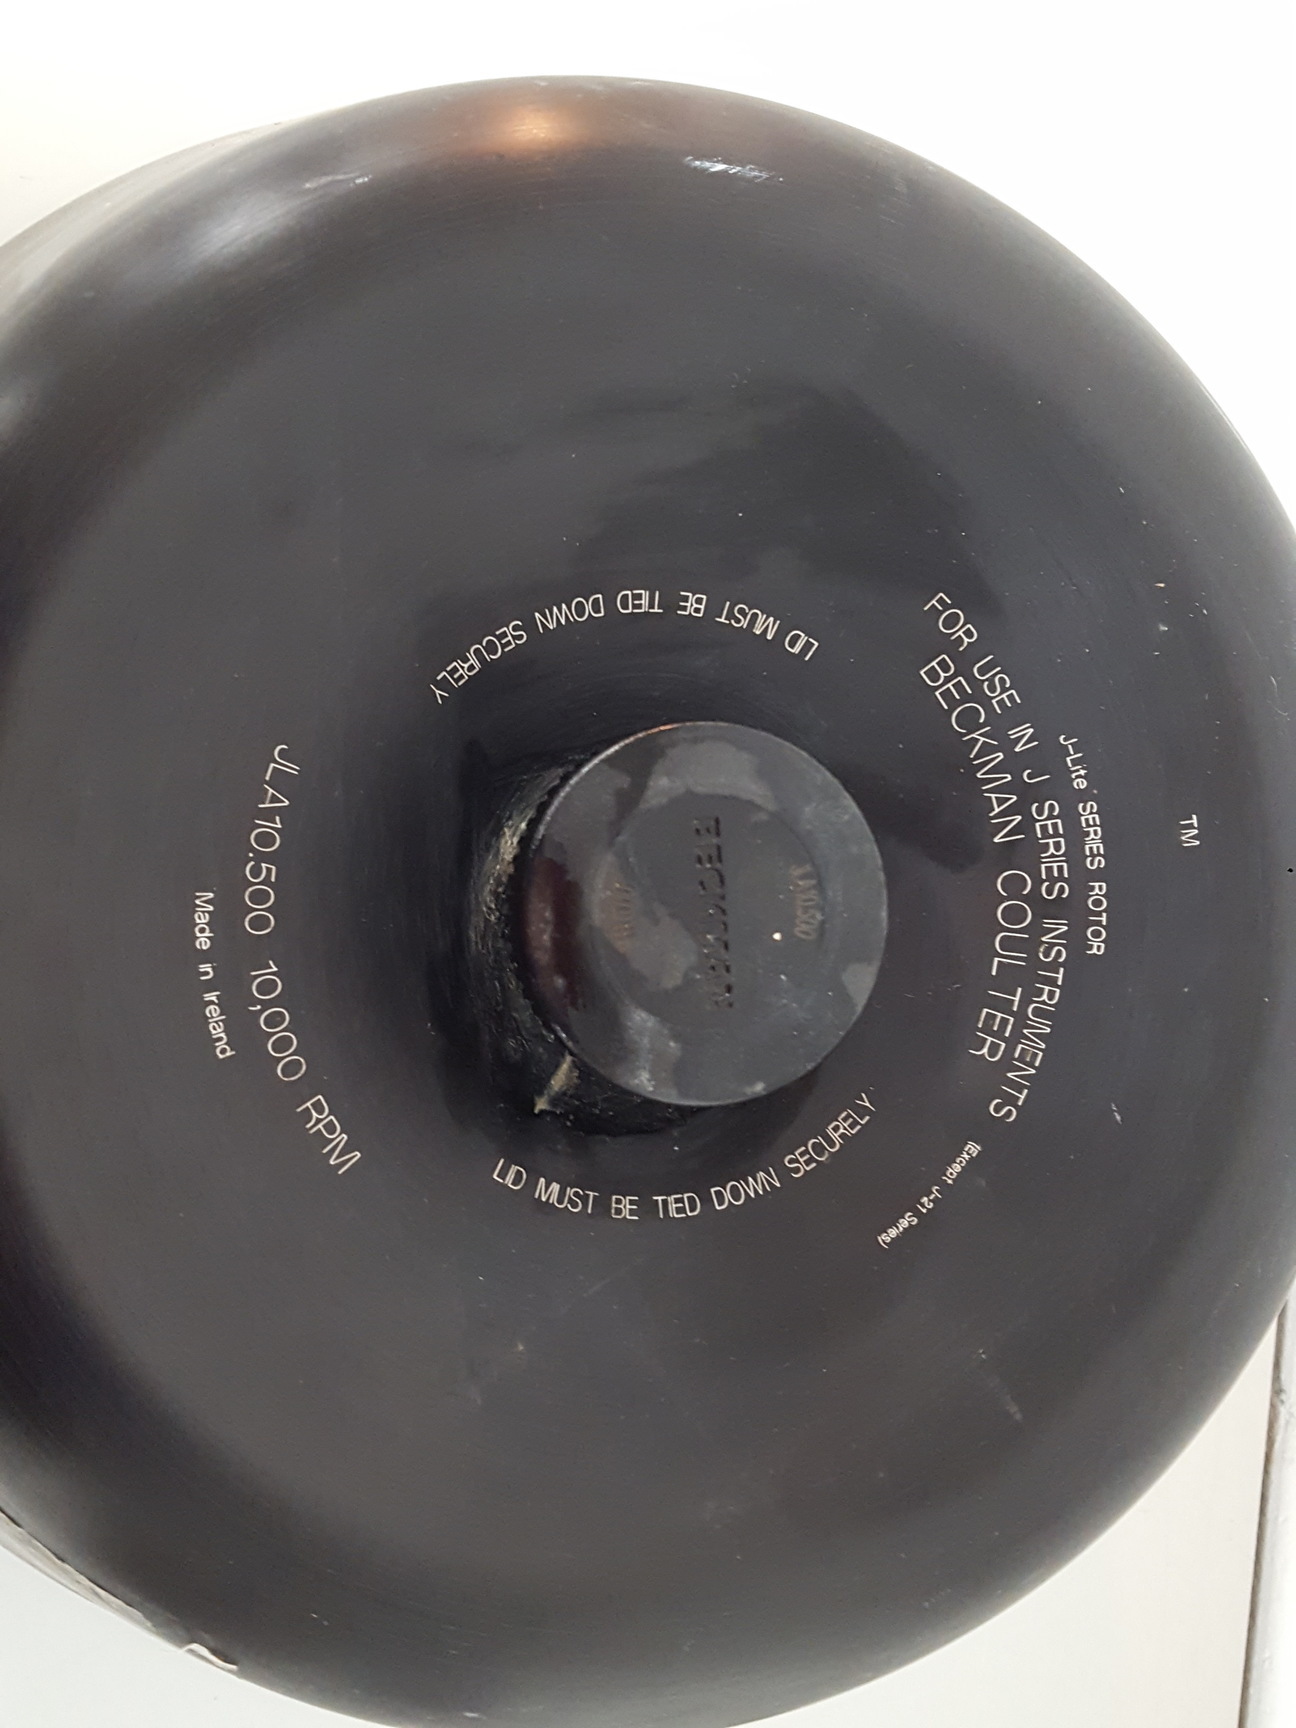 TM
J-Lite SERIES ROTOR
FOR USE IN J SERIES INSTRUMENTS
(Except J-21 Series)
BECKMAN COULTER
LID MUST BE TIED DOWN SECURELY
BECKMAN
LID MUST BE TIED DOWN SECURELY
JLA10.500 10,000 RPM
Made in Ireland